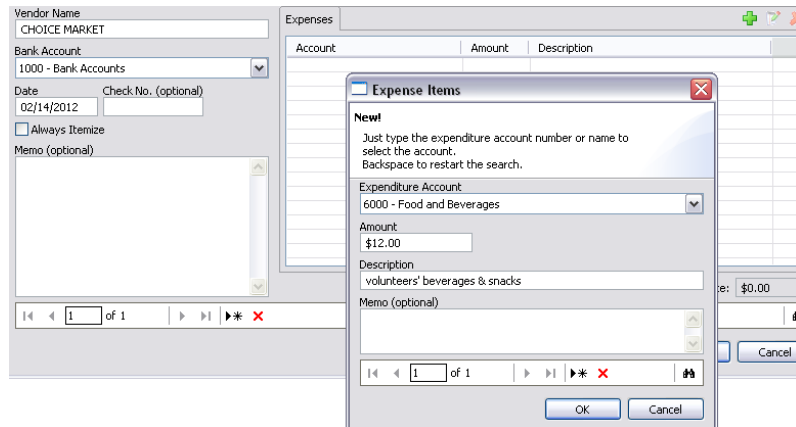 Vendor Name
CHOICE MARKET
Bank Account
1000 - Bank Accounts
Date Check No. (optional)
02/14/2012
Always Itemize
Memo (optional)
1 of 1
Expenses
Account Amount Description
$0.00
Cancel
Expense Items
New!
Just type the expenditure account number or name to
select the account.
Backspace to restart the search.
Expenditure Account
6000 - Food and Beverages
Amount
$12.00
Description
volunteers' beverages & snacks
Memo (optional)
1 of 1
OK Cancel